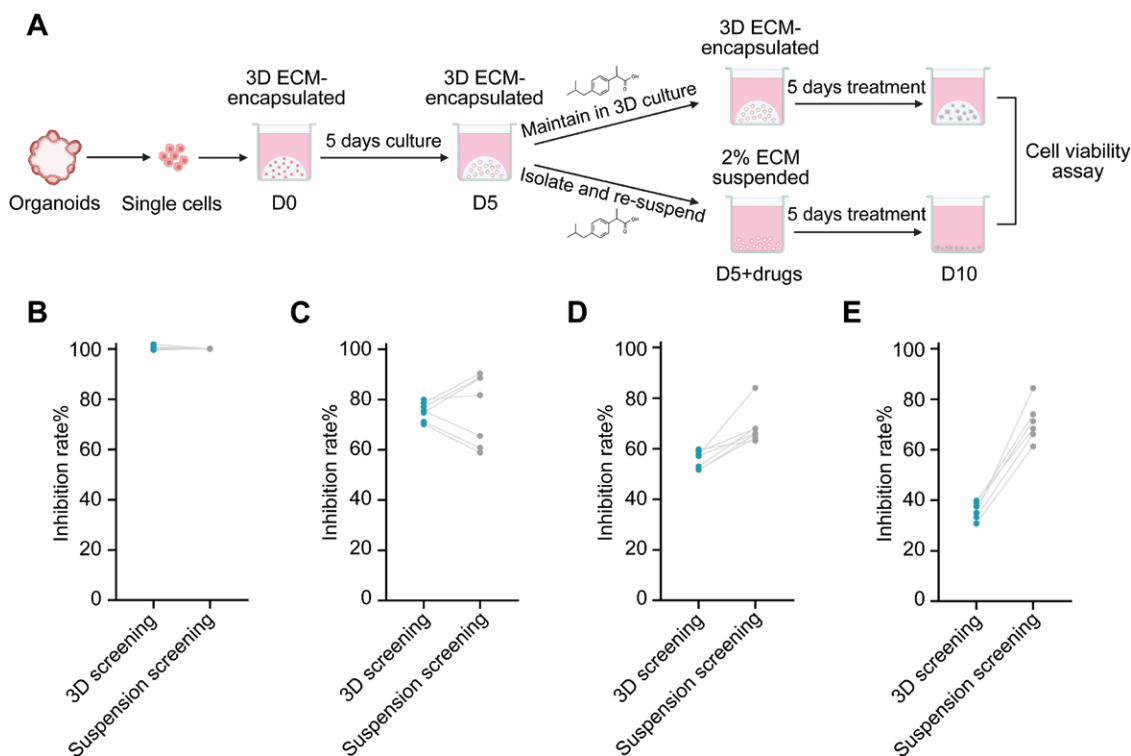 A
3D ECM-
encapsulated
3D ECM-
encapsulated
3D ECM-
encapsulated
OH
O
Maintain in 3D culture
5 days treatment
5 days culture
Cell viability
assay
Isolate and re-suspend
OH
O
2% ECM
suspended
5 days treatment
Organoids
Single cells
D0
D5
D5+drugs
D10
B
Inhibition rate%
100
80
60
40
20
0
3D screening
Suspension screening
C
Inhibition rate%
100
80
60
40
20
0
3D screening
Suspension screening
D
Inhibition rate%
100
80
60
40
20
0
3D screening
Suspension screening
E
Inhibition rate%
100
80
60
40
20
0
3D screening
Suspension screening